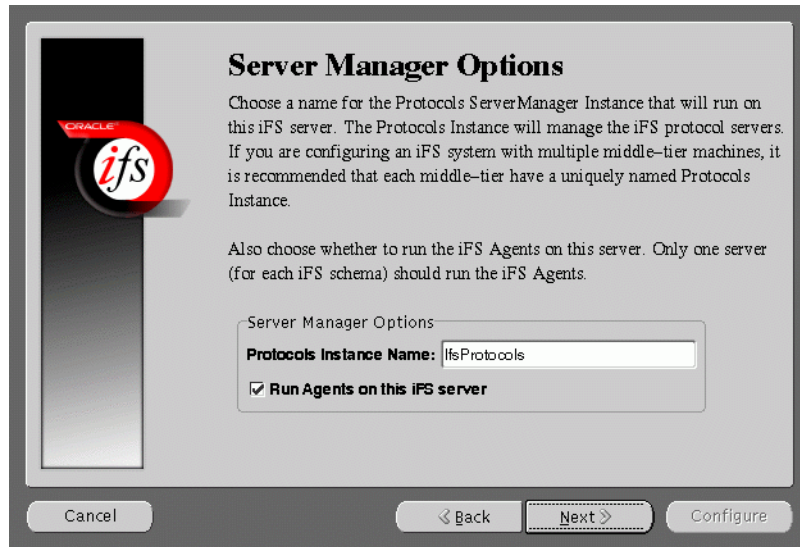 Server Manager Options
Choose a name for the Protocols ServerManager Instance that will run on
this iFS server. The Protocols Instance will manage the iFS protocol servers.
If you are configuring an iFS system with multiple middle–tier machines, it
is recommended that each middle–tier have a uniquely named Protocols
Instance.
Also choose whether to run the iFS Agents on this server. Only one server
(for each iFS schema) should run the iFS Agents.
ORACLE
ifs
Server Manager Options
Protocols Instance Name: IfsProtocols
Run Agents on this iFS server
Cancel
Back
Next
Configure